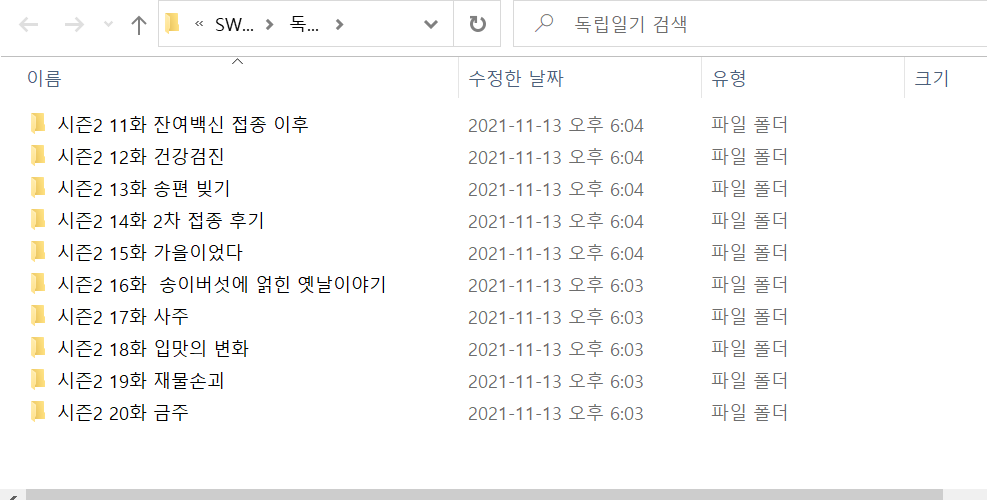 « SW... > 독... >
독립일기 검색
이름 수정한 날짜 유형 크기
시즌2 11화 잔여백신 접종 이후 2021-11-13 오후 6:04 파일 폴더
시즌2 12화 건강검진 2021-11-13 오후 6:04 파일 폴더
시즌2 13화 송편 빚기 2021-11-13 오후 6:04 파일 폴더
시즌2 14화 2차 접종 후기 2021-11-13 오후 6:04 파일 폴더
시즌2 15화 가을이었다 2021-11-13 오후 6:04 파일 폴더
시즌2 16화  송이버섯에 얽힌 옛날이야기 2021-11-13 오후 6:03 파일 폴더
시즌2 17화 사주 2021-11-13 오후 6:03 파일 폴더
시즌2 18화 입맛의 변화 2021-11-13 오후 6:03 파일 폴더
시즌2 19화 재물손괴 2021-11-13 오후 6:03 파일 폴더
시즌2 20화 금주 2021-11-13 오후 6:03 파일 폴더